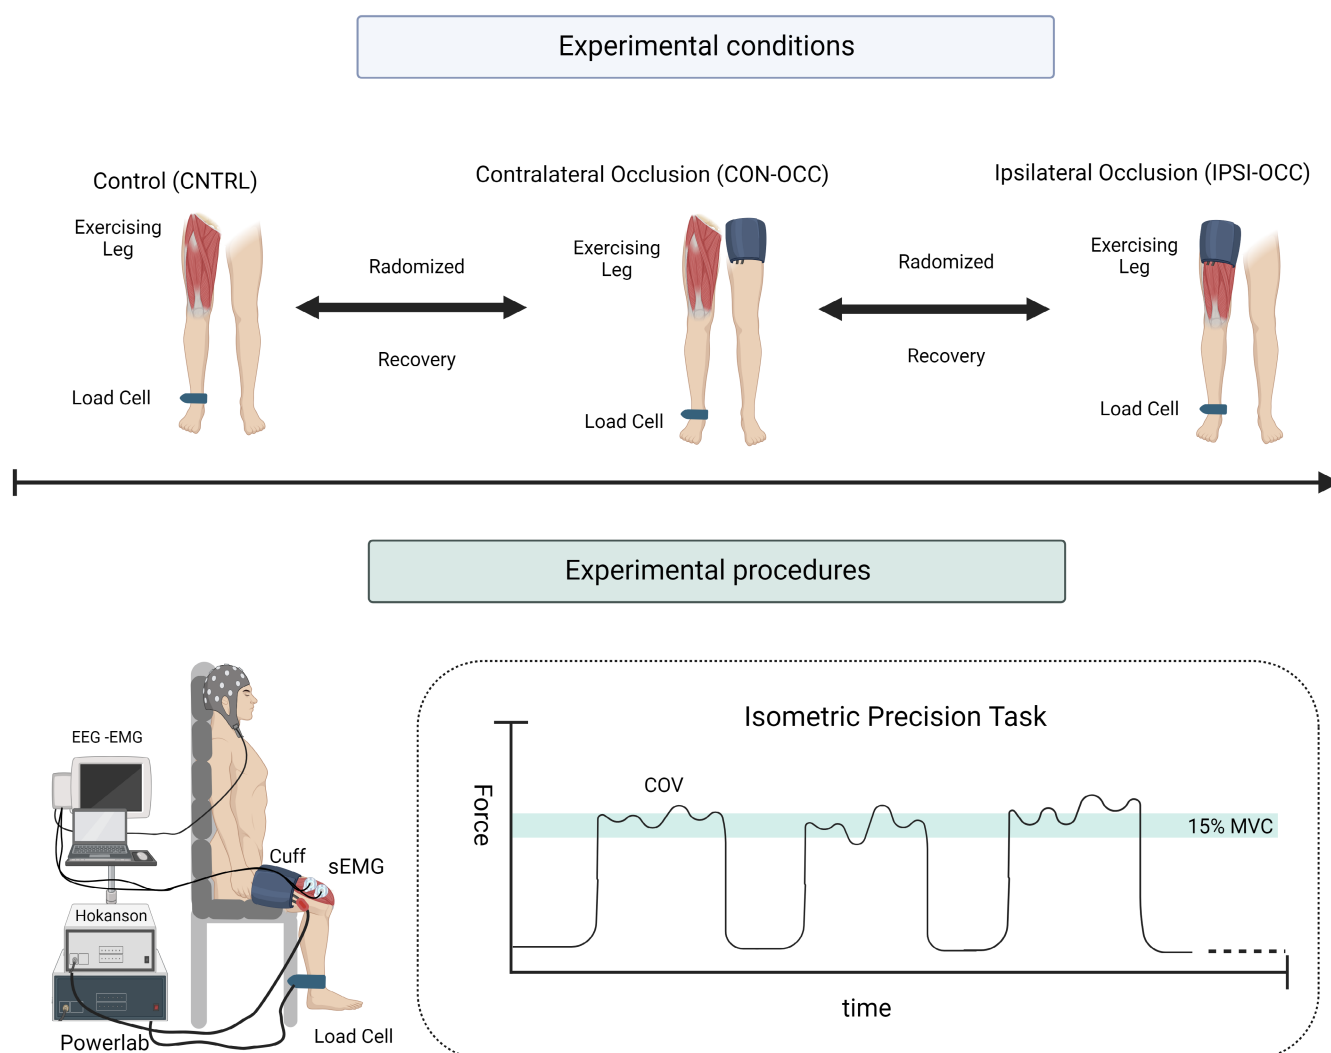 Experimental conditions
Control (CNTRL)
Contralateral Occlusion (CON-OCC)
Ipsilateral Occlusion (IPSI-OCC)
Exercising
Leg
Radomized
Recovery
Load Cell
Exercising
Leg
Radomized
Recovery
Load Cell
Exercising
Leg
Load Cell
Experimental procedures
EEG -EMG
Cuff
sEMG
Hokanson
Powerlab
Load Cell
Isometric Precision Task
Force
COV
15% MVC
time